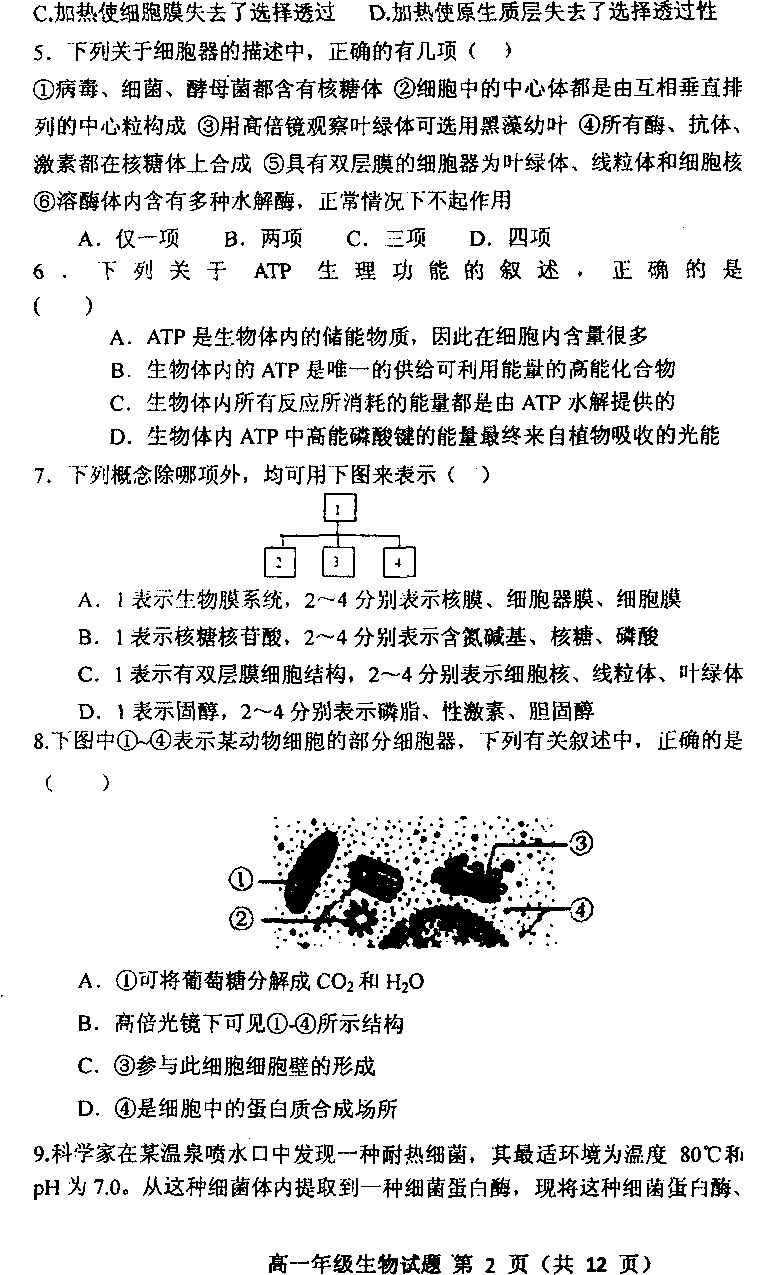 C.加热使细胞膜失去了选择透过 D.加热使原生质层失去了选择透过性
5．下列关于细胞器的描述中，正确的有几项（ ）
①病毒、细菌、酵母菌都含有核糖体 ②细胞中的中心体都是由互相垂直排
列的中心粒构成 ③用高倍镜观察叶绿体可选用黑藻幼叶 ④所有酶、抗体、
激素都在核糖体上合成 ⑤具有双层膜的细胞器为叶绿体、线粒体和细胞核
⑥溶酶体内含有多种水解酶，正常情况下不起作用
A．仅一项 B．两项 C．三项 D．四项
6．下列关于 ATP 生理功能的叙述，正确的是
（ ）
A．ATP 是生物体内的储能物质，因此在细胞内含量很多
B．生物体内的 ATP 是唯一的供给可利用能量的高能化合物
C．生物体内所有反应所消耗的能量都是由 ATP 水解提供的
D．生物体内 ATP 中高能磷酸键的能量最终来自植物吸收的光能
7．下列概念除哪项外，均可用下图来表示（ ）
1
2 3 4
A．1 表示生物膜系统，2～4 分别表示核膜、细胞器膜、细胞膜
B．1 表示核糖核苷酸，2～4 分别表示含氮碱基、核糖、磷酸
C．1 表示有双层膜细胞结构，2～4 分别表示细胞核、线粒体、叶绿体
D．1 表示固醇，2～4 分别表示磷脂、性激素、胆固醇
8.下图中①~④表示某动物细胞的部分细胞器，下列有关叙述中，正确的是
（ ）
③
①
②
④
A．①可将葡萄糖分解成 CO₂ 和 H₂O
B．高倍光镜下可见①-④所示结构
C．③参与此细胞细胞壁的形成
D．④是细胞中的蛋白质合成场所
9.科学家在某温泉喷水口中发现一种耐热细菌，其最适环境为温度 80℃和
pH 为 7.0。从这种细菌体内提取到一种细菌蛋白酶，现将这种细菌蛋白酶、
高一年级生物试题 第 2 页（共 12 页）